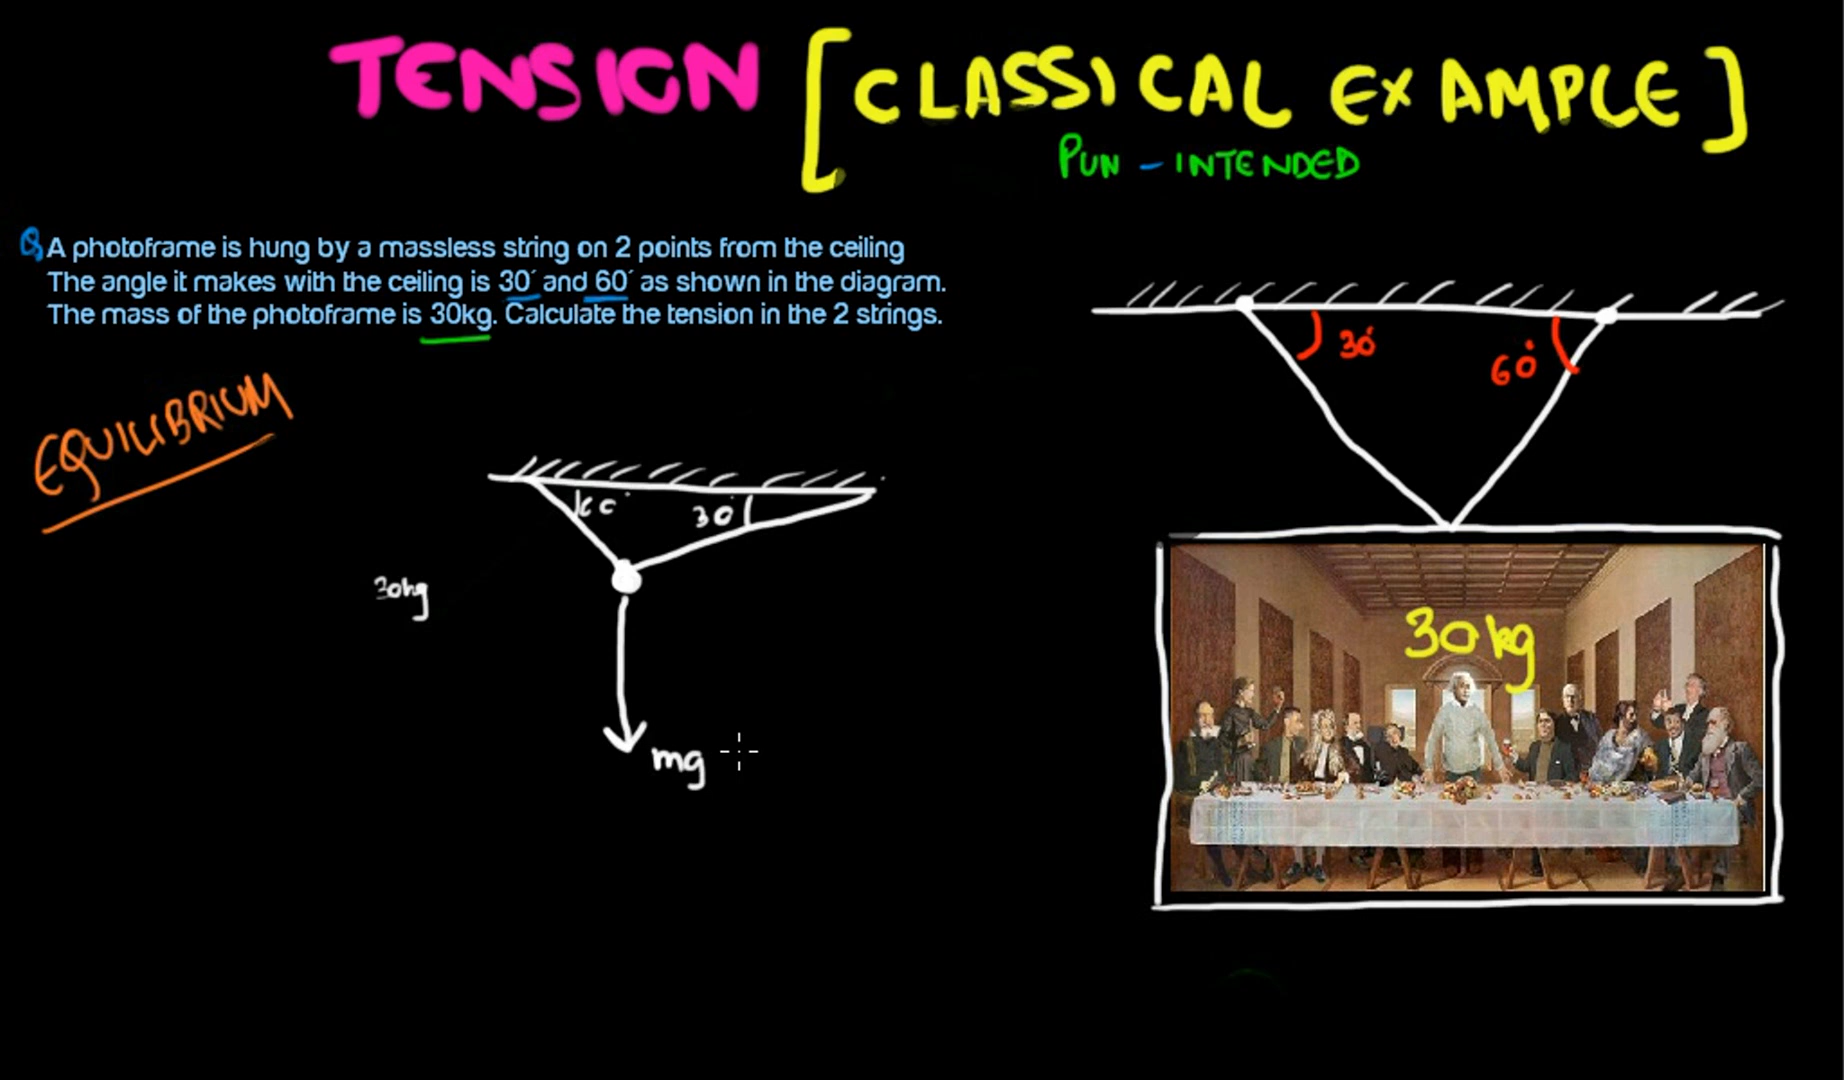 TENSION [CLASSICAL EXAMPLE]
PUN - INTENDED
Q A photoframe is hung by a massless string on 2 points from the ceiling
The angle it makes with the ceiling is 30´ and 60´ as shown in the diagram.
The mass of the photoframe is 30kg. Calculate the tension in the 2 strings.
30°
60°
EQUILIBRIUM
60°
30°
30kg
mg
30kg